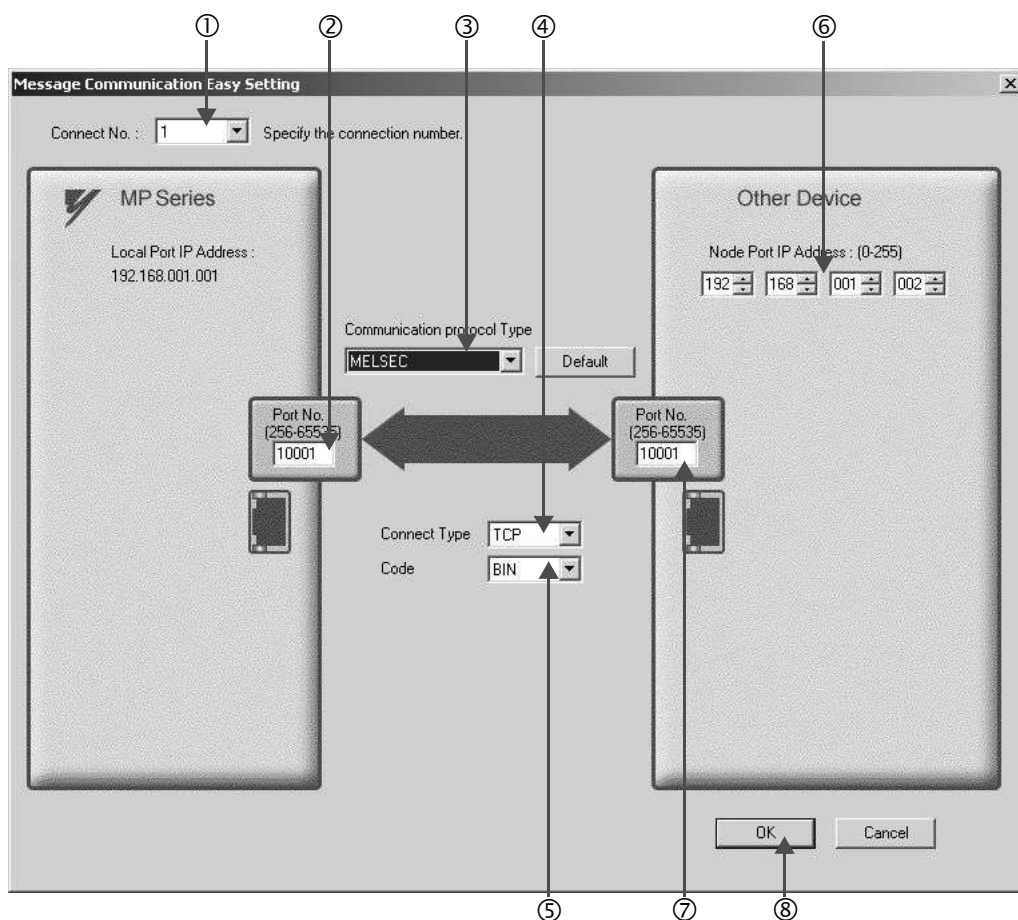 ① ② ③ ④ ⑥
Message Communication Easy Setting
Connect No. : 1 Specify the connection number.
MP Series
Local Port IP Address :
192.168.001.001
Other Device
Node Port IP Address : (0-255)
192 168 001 002
Communication protocol Type
MELSEC Default
Port No.
(256-65535)
10001
Port No.
(256-65535)
10001
Connect Type TCP
Code BIN
OK Cancel
⑤ ⑦ ⑧